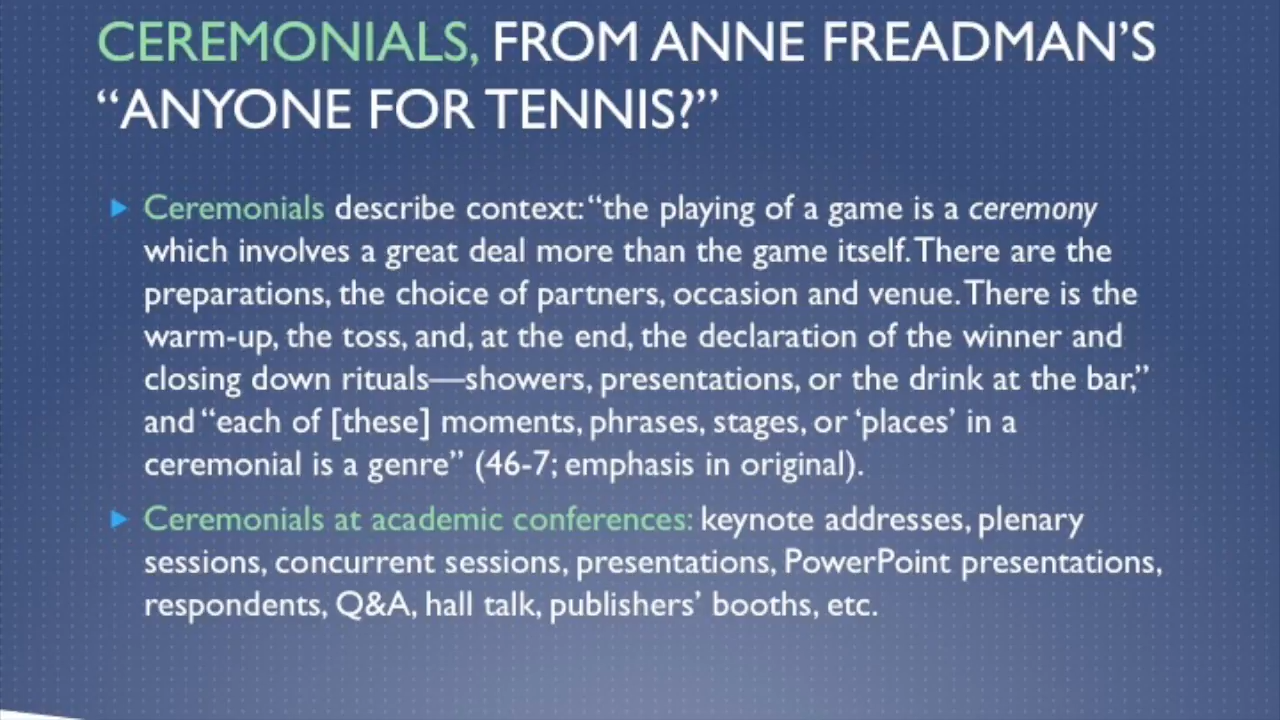 CEREMONIALS, FROM ANNE FREADMAN’S
“ANYONE FOR TENNIS?”
Ceremonials describe context: “the playing of a game is a ceremony
which involves a great deal more than the game itself. There are the
preparations, the choice of partners, occasion and venue. There is the
warm-up, the toss, and, at the end, the declaration of the winner and
closing down rituals—showers, presentations, or the drink at the bar,”
and “each of [these] moments, phrases, stages, or ‘places’ in a
ceremonial is a genre” (46-7; emphasis in original).
Ceremonials at academic conferences: keynote addresses, plenary
sessions, concurrent sessions, presentations, PowerPoint presentations,
respondents, Q&A, hall talk, publishers’ booths, etc.